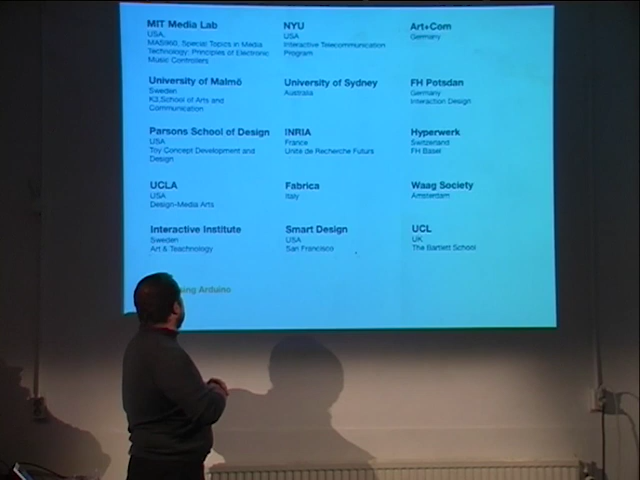 MIT Media Lab
USA,
MAS960, Special Topics in Media
Technology: Principles of Electronic
Music Controllers
NYU
USA
Interactive Telecommunication
Program
Art+Com
Germany
University of Malmö
Sweden
K3,School of Arts and
Communication
University of Sydney
Australia
FH Potsdan
Germany
Interaction Design
Parsons School of Design
USA
Toy Concept Development and
Design
INRIA
France
Unite de Recherche Futurs
Hyperwerk
Switzerland
FH Basel
UCLA
USA
Design-Media Arts
Fabrica
Italy
Waag Society
Amsterdam
Interactive Institute
Sweden
Art & Teachnology
Smart Design
USA
San Francisco
UCL
UK
The Bartlett School
Arduino